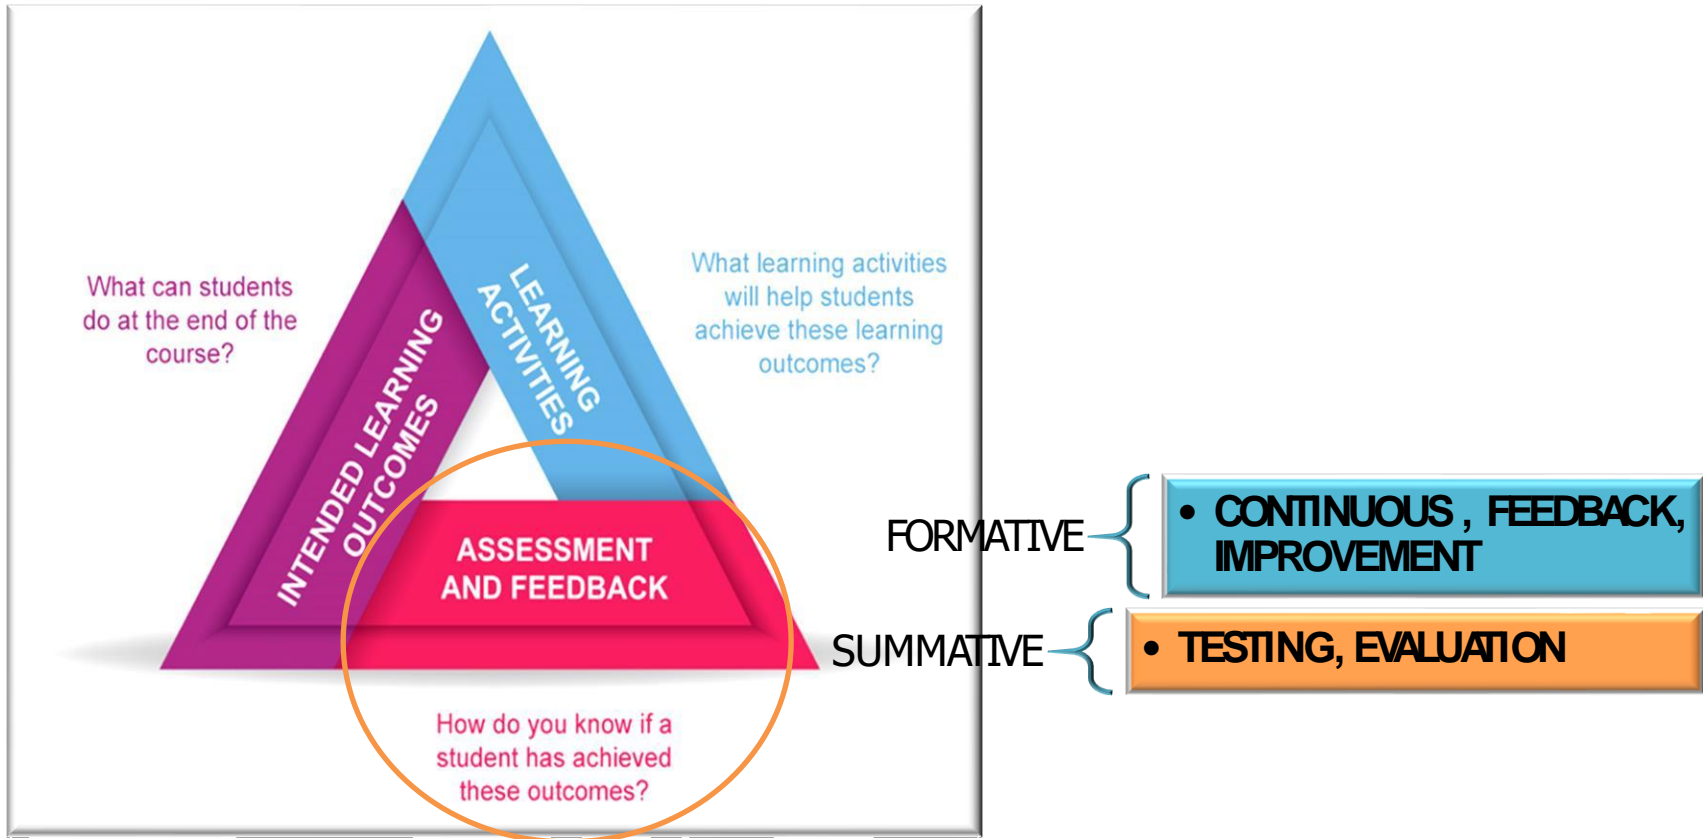 What can students
do at the end of the
course?
INTENDED LEARNING
OUTCOMES
LEARNING
ACTIVITIES
What learning activities
will help students
achieve these learning
outcomes?
ASSESSMENT
AND FEEDBACK
How do you know if a
student has achieved
these outcomes?
FORMATIVE
• CONTINUOUS , FEEDBACK,
IMPROVEMENT
SUMMATIVE
• TESTING, EVALUATION